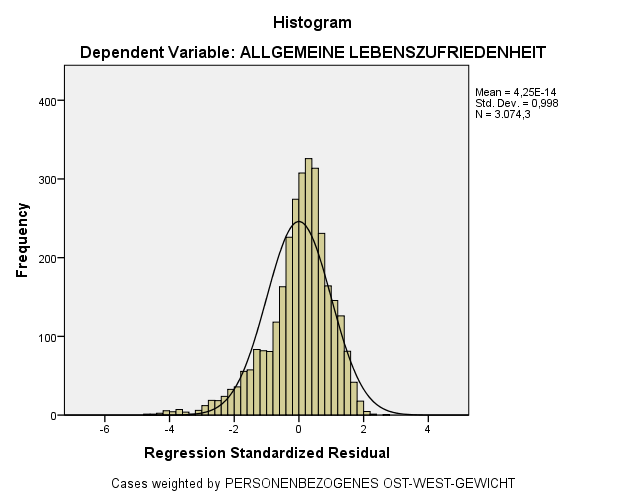 Histogram
Dependent Variable: ALLGEMEINE LEBENSZUFRIEDENHEIT
Mean = 4,25E-14
Std. Dev. = 0,998
N = 3.074,3
400
300
200
100
0
Frequency
-6 -4 -2 0 2 4
Regression Standardized Residual
Cases weighted by PERSONENBEZOGENES OST-WEST-GEWICHT